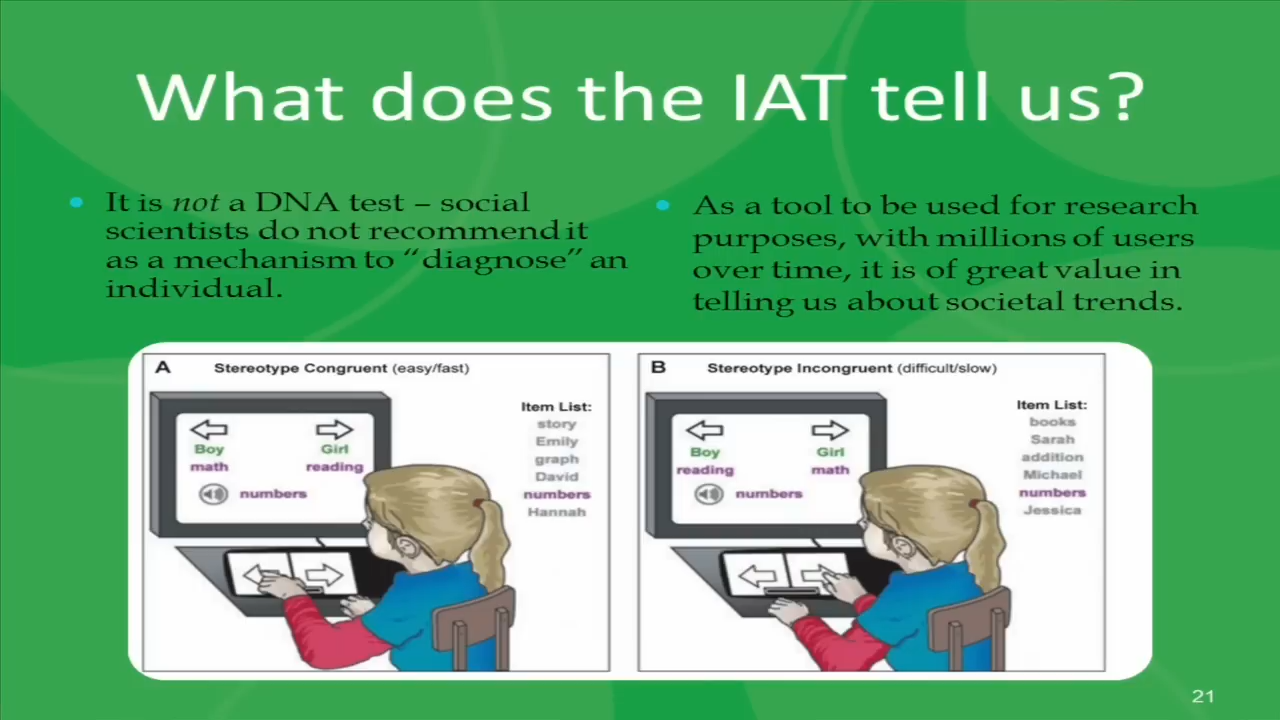 What does the IAT tell us?
It is not a DNA test – social
scientists do not recommend it
as a mechanism to “diagnose” an
individual.
As a tool to be used for research
purposes, with millions of users
over time, it is of great value in
telling us about societal trends.
A Stereotype Congruent (easy/fast)
Boy Girl
math reading
numbers
Item List:
story
Emily
graph
David
numbers
Hannah
B Stereotype Incongruent (difficult/slow)
Boy Girl
reading math
numbers
Item List:
books
Sarah
addition
Michael
numbers
Jessica
21